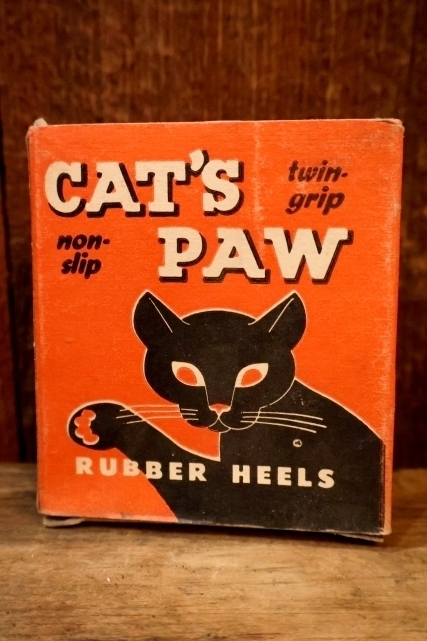 CAT'S
twin-
grip
non-
slip
PAW
RUBBER HEELS